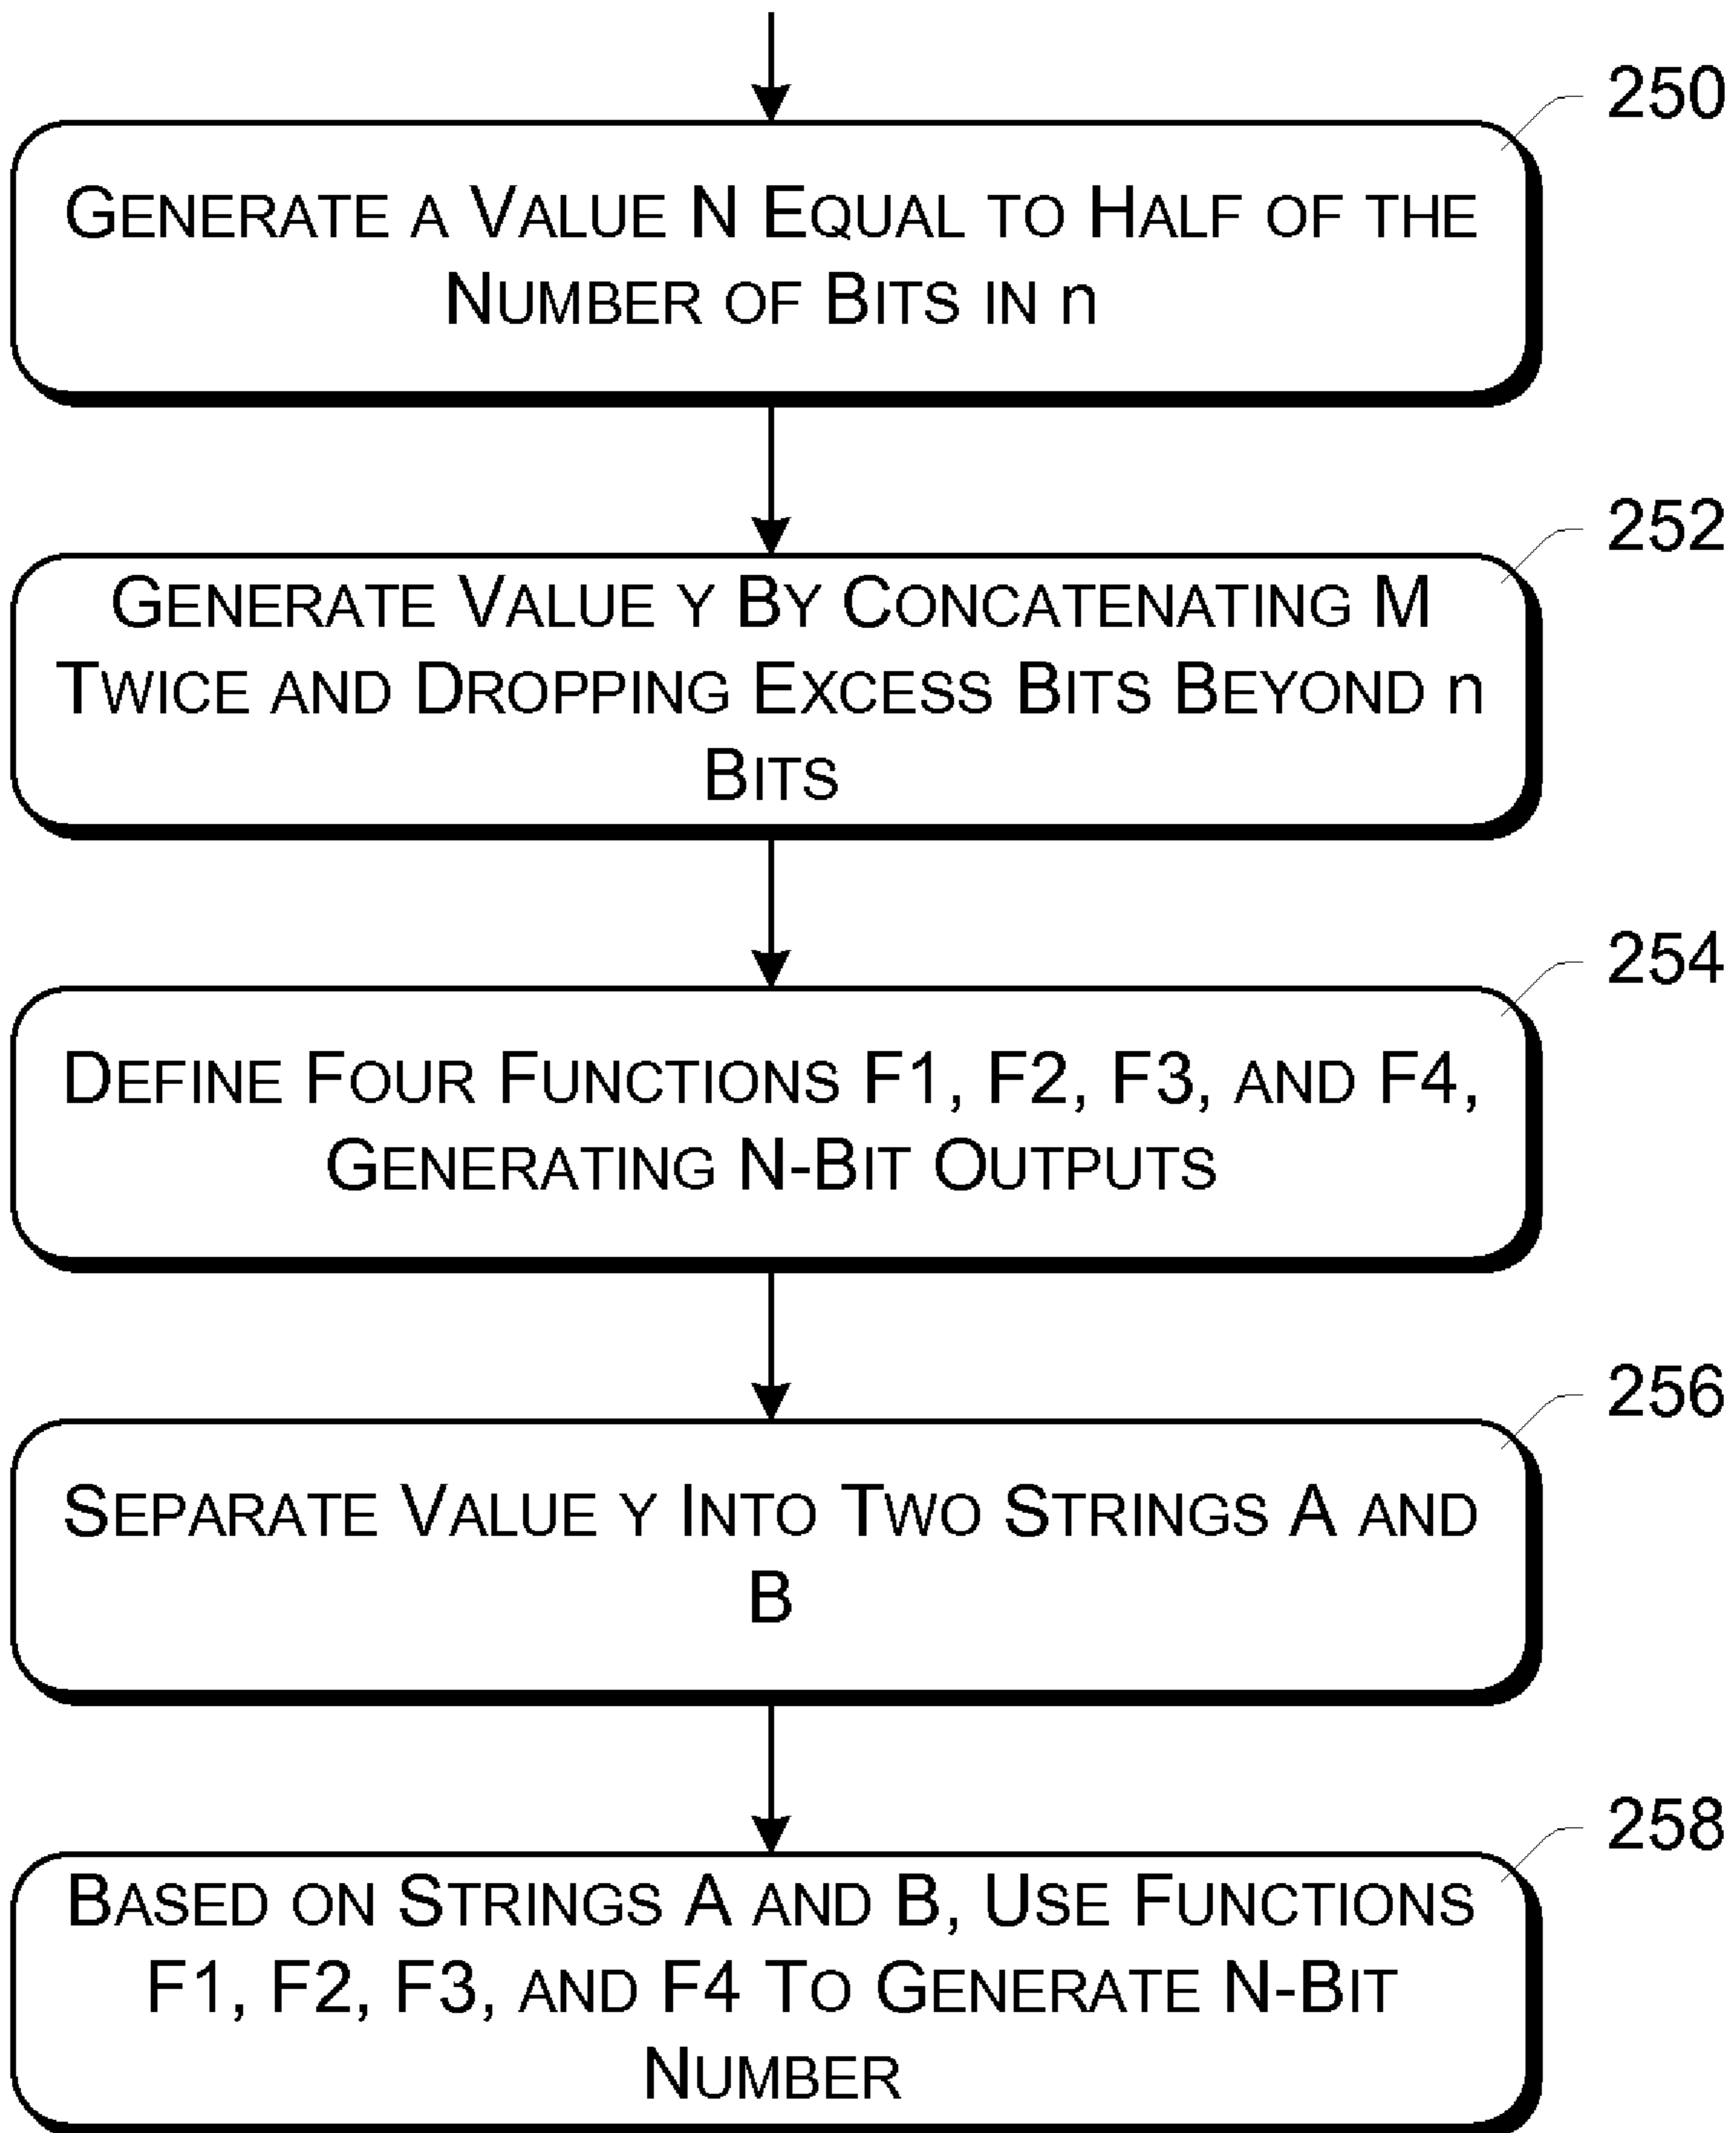 250
GENERATE A VALUE N EQUAL TO HALF OF THE
NUMBER OF BITS IN n
252
GENERATE VALUE Y BY CONCATENATING M
TWICE AND DROPPING EXCESS BITS BEYOND n
BITS
254
DEFINE FOUR FUNCTIONS F1, F2, F3, AND F4,
GENERATING N-BIT OUTPUTS
256
SEPARATE VALUE Y INTO TWO STRINGS A AND
B
258
BASED ON STRINGS A AND B, USE FUNCTIONS
F1, F2, F3, AND F4 TO GENERATE N-BIT
NUMBER